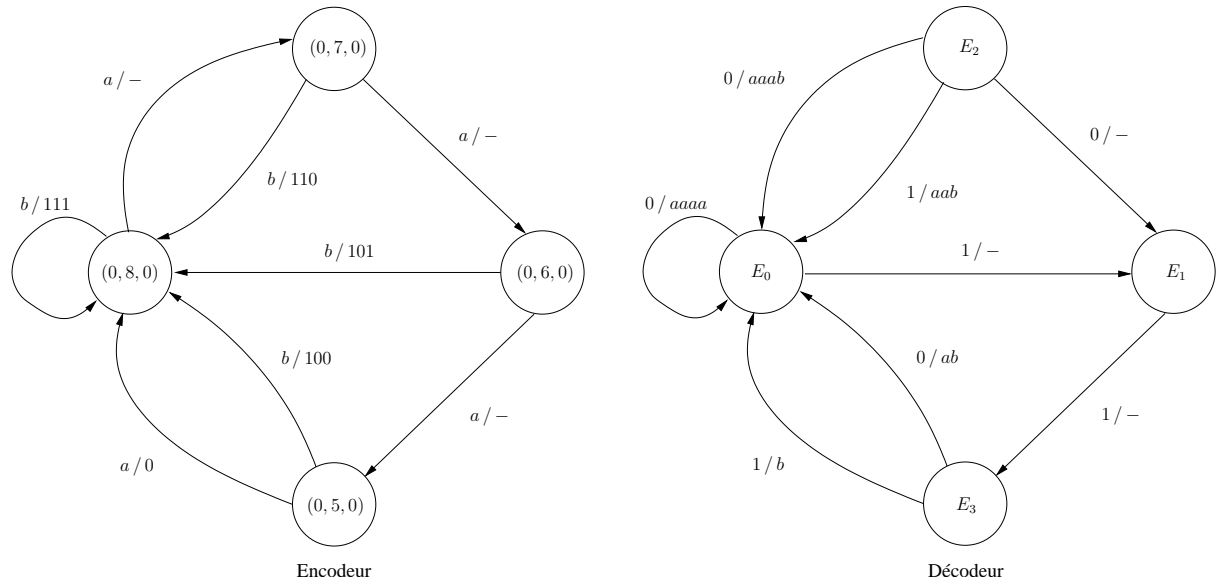 (0, 7, 0)
a / −
a / −
b / 110
b / 111
b / 101
(0, 8, 0)
(0, 6, 0)
b / 100
a / −
a / 0
(0, 5, 0)
Encodeur
E2
0 / aaab
0 / −
1 / aab
0 / aaaa
1 / −
E0
E1
0 / ab
1 / −
1 / b
E3
Décodeur